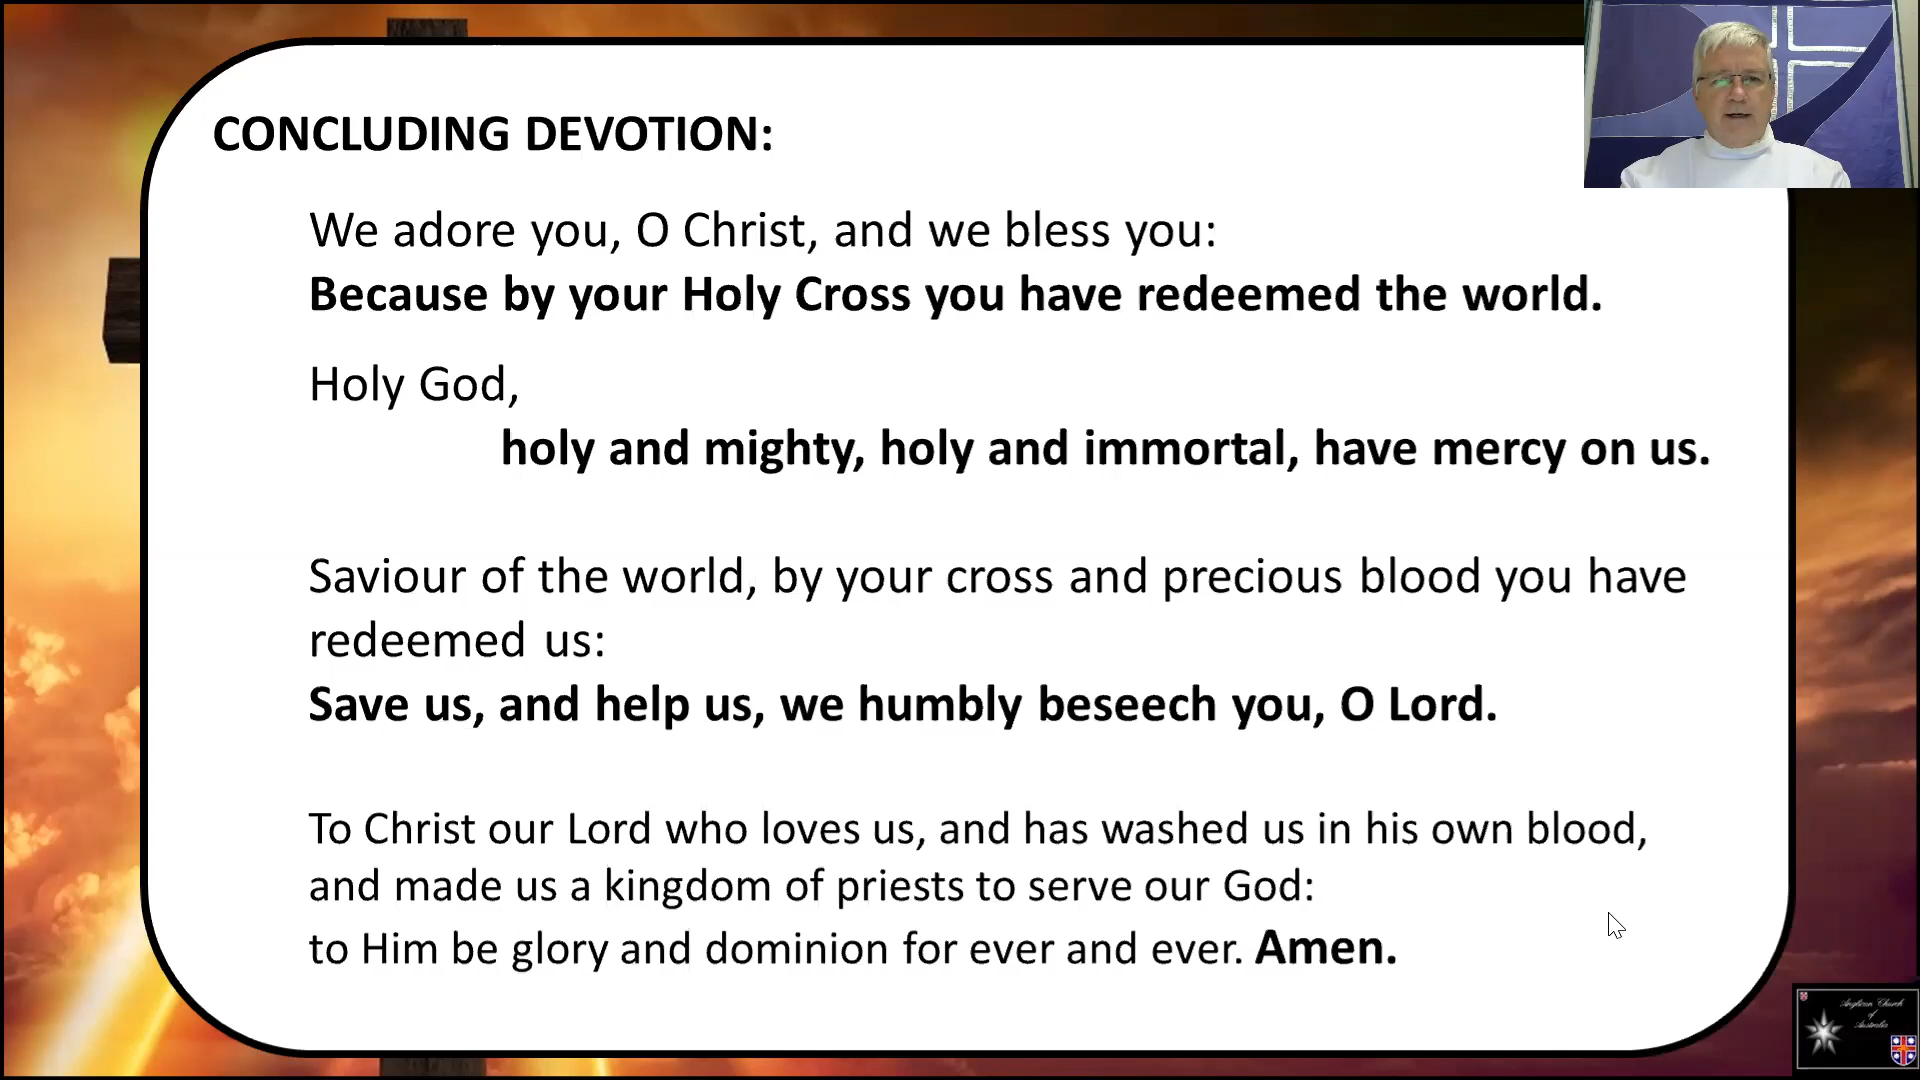 CONCLUDING DEVOTION:
We adore you, O Christ, and we bless you:
Because by your Holy Cross you have redeemed the world.
Holy God,
holy and mighty, holy and immortal, have mercy on us.
Saviour of the world, by your cross and precious blood you have
redeemed us:
Save us, and help us, we humbly beseech you, O Lord.
To Christ our Lord who loves us, and has washed us in his own blood,
and made us a kingdom of priests to serve our God:
to Him be glory and dominion for ever and ever. Amen.
Anglican Church
of
Australia